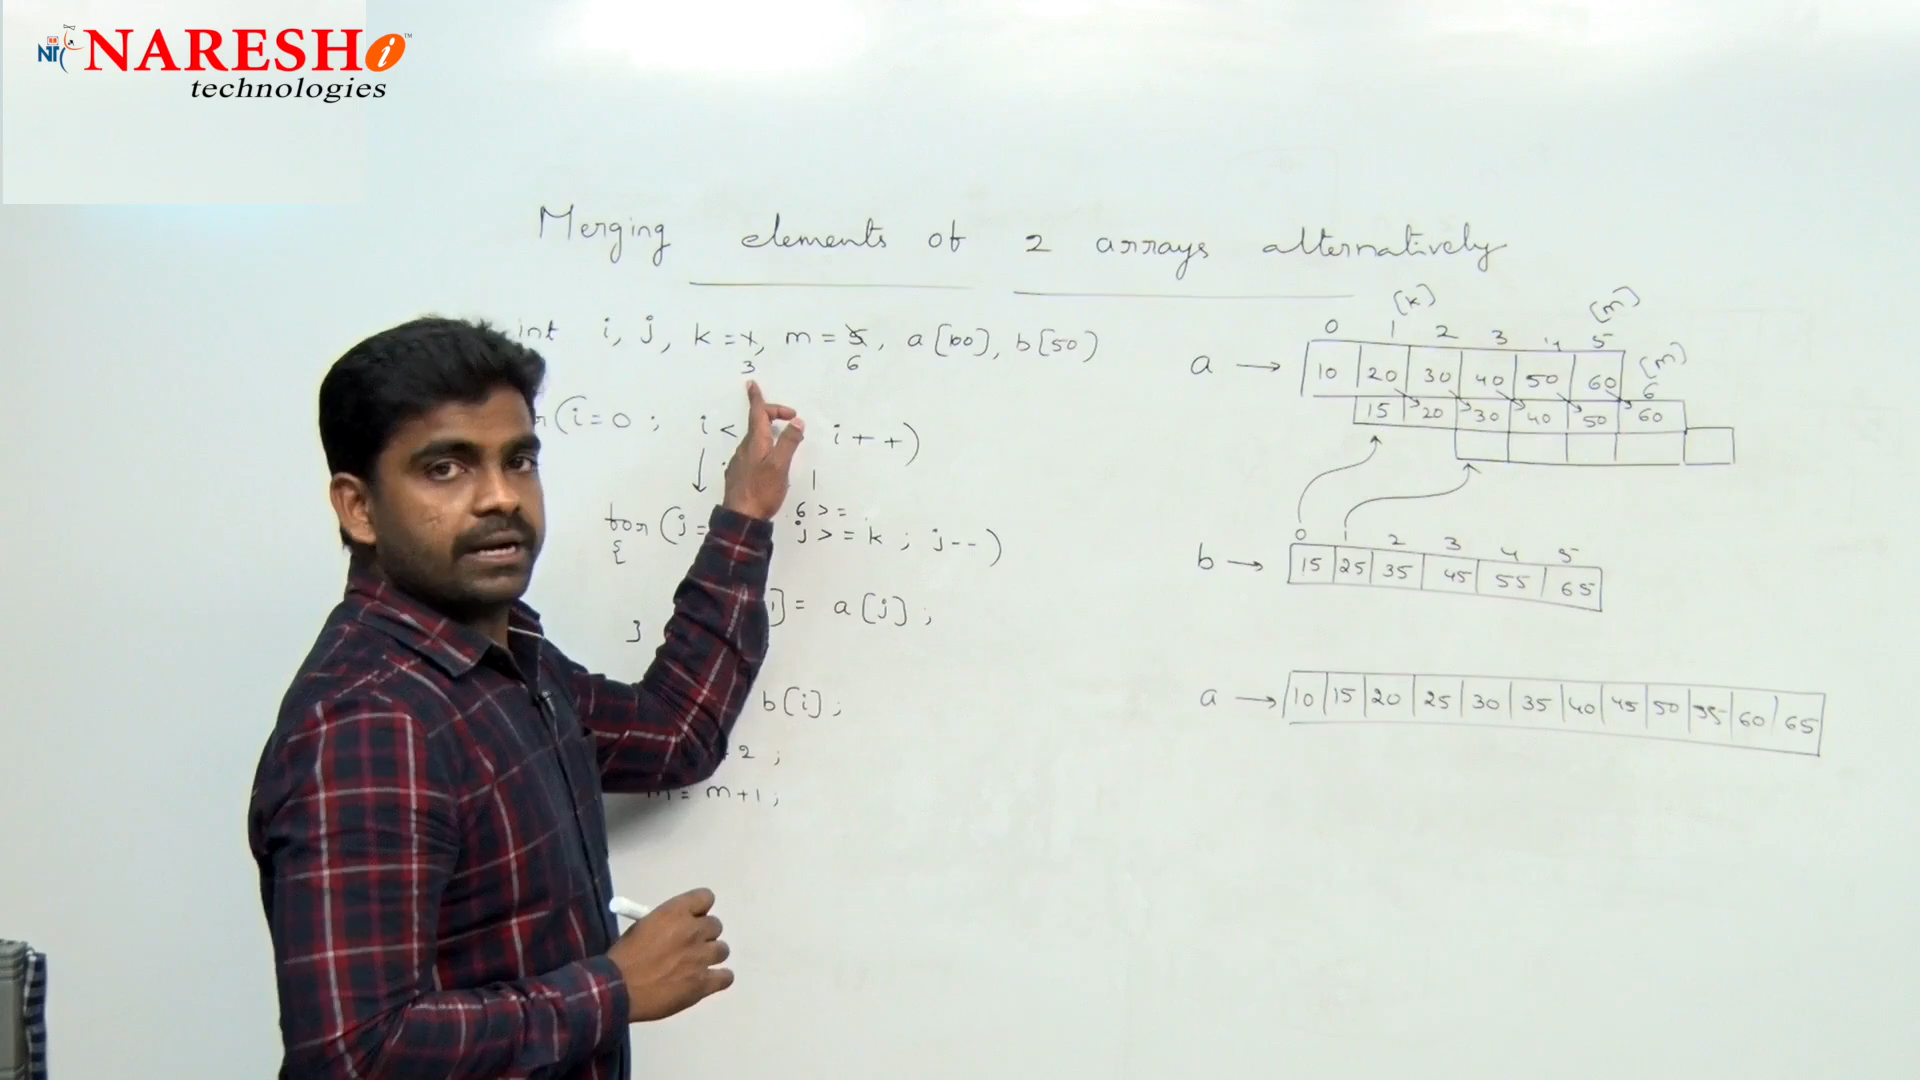 NT NARESH i ™
technologies
Merging elements of 2 arrays alternatively
int i, j, k = 1, m = 5, a[100], b[50]
3 6
(i=0 ; i < i++)
1
6 >=
for (j= j >= k ; j--)
{
] = a[j] ;
}
b[i] ;
2 ;
m = m+1 ;
[k] [m]
0 1 2 3 4 5
a → 10 20 30 40 50 60
[m]
6
15 20 30 40 50 60
0 1 2 3 4 5
b → 15 25 35 45 55 65
a → 10 15 20 25 30 35 40 45 50 55 60 65